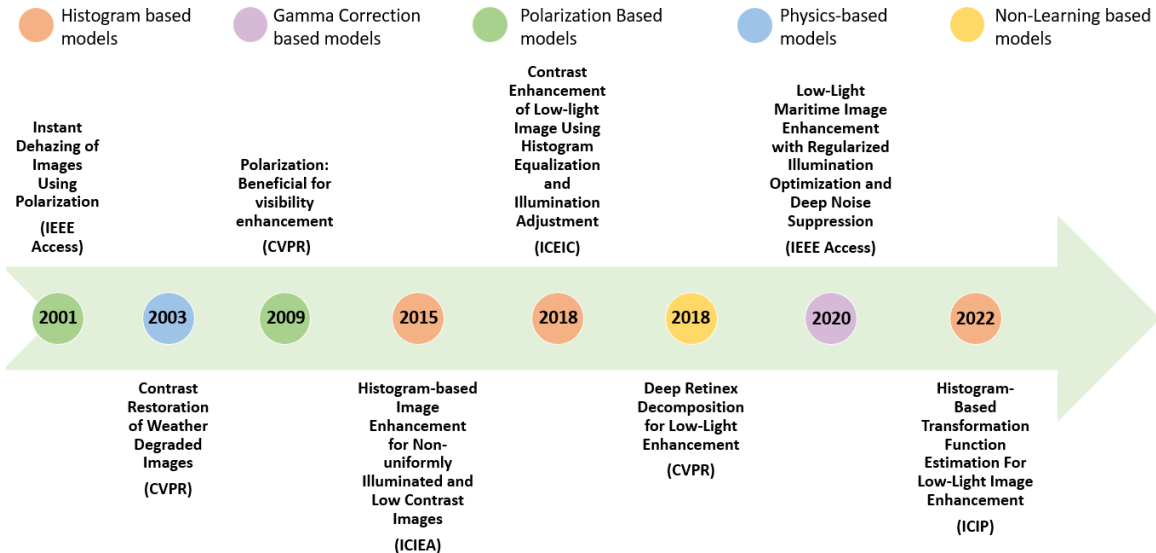 Histogram based
models
Gamma Correction
based models
Polarization Based
models
Physics-based
models
Non-Learning based
models
Instant
Dehazing of
Images
Using
Polarization
(IEEE
Access)
Polarization:
Beneficial for
visibility
enhancement
(CVPR)
Contrast
Enhancement
of Low-light
Image Using
Histogram
Equalization
and
Illumination
Adjustment
(ICEIC)
Low-Light
Maritime Image
Enhancement
with Regularized
Illumination
Optimization and
Deep Noise
Suppression
(IEEE Access)
2001
2003
2009
2015
2018
2018
2020
2022
Contrast
Restoration
of Weather
Degraded
Images
(CVPR)
Histogram-based
Image
Enhancement
for Non-
uniformly
Illuminated and
Low Contrast
Images
(ICIEA)
Deep Retinex
Decomposition
for Low-Light
Enhancement
(CVPR)
Histogram-
Based
Transformation
Function
Estimation For
Low-Light Image
Enhancement
(ICIP)